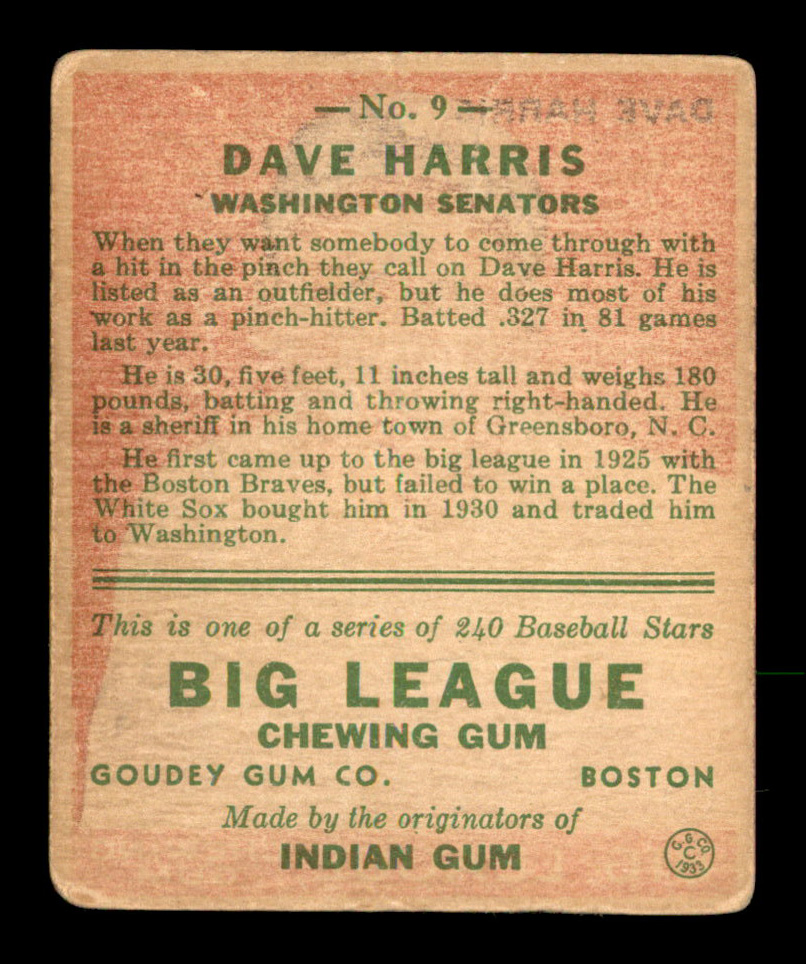 — No. 9 —
DAVE HARRIS
DAVE HARRIS
WASHINGTON SENATORS
When they want somebody to come through with
a hit in the pinch they call on Dave Harris. He is
listed as an outfielder, but he does most of his
work as a pinch-hitter. Batted .327 in 81 games
last year.
He is 30, five feet, 11 inches tall and weighs 180
pounds, batting and throwing right-handed. He
is a sheriff in his home town of Greensboro, N. C.
He first came up to the big league in 1925 with
the Boston Braves, but failed to win a place. The
White Sox bought him in 1930 and traded him
to Washington.
This is one of a series of 240 Baseball Stars
BIG LEAGUE
CHEWING GUM
GOUDEY GUM CO. BOSTON
Made by the originators of
INDIAN GUM
G. G. CO.
C
1933